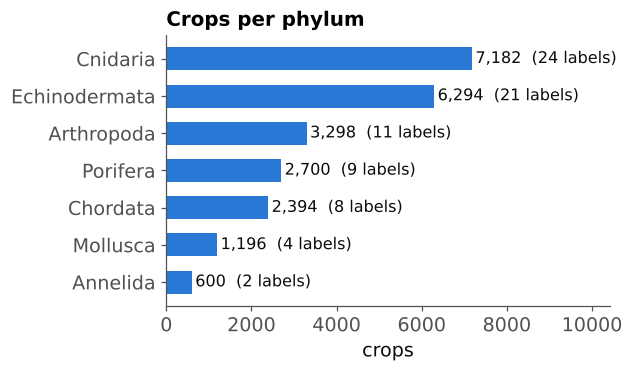 Crops per phylum
Cnidaria 7,182 (24 labels)
Echinodermata 6,294 (21 labels)
Arthropoda 3,298 (11 labels)
Porifera 2,700 (9 labels)
Chordata 2,394 (8 labels)
Mollusca 1,196 (4 labels)
Annelida 600 (2 labels)
0 2000 4000 6000 8000 10000
crops